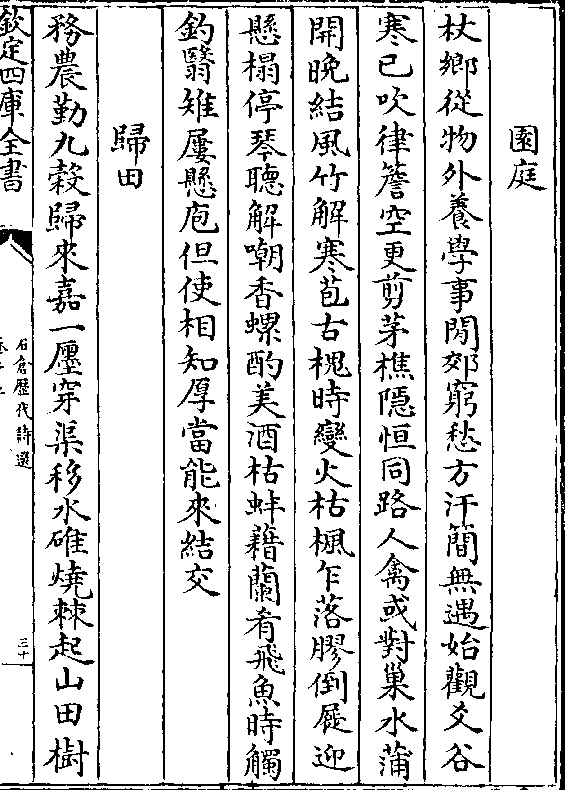 園庭
杖鄉從物外養學事閒郊窮愁方汗簡無遇始觀爻谷
寒已吹律簷空更剪茅樵隱恒同路人禽或對巢水蒲
開晚結風竹解寒苞古槐時變火枯楓乍落膠倒屣迎
懸榻停琴聽解嘲香螺酌美酒枯蚌藉蘭肴飛魚時觸
釣翳雉屢懸庖但使相知厚當能來結交
歸田
務農勤九穀歸來嘉一廛穿渠移水碓燒棘起山田樹
欽定四庫全書
石倉歷代詩選
三十